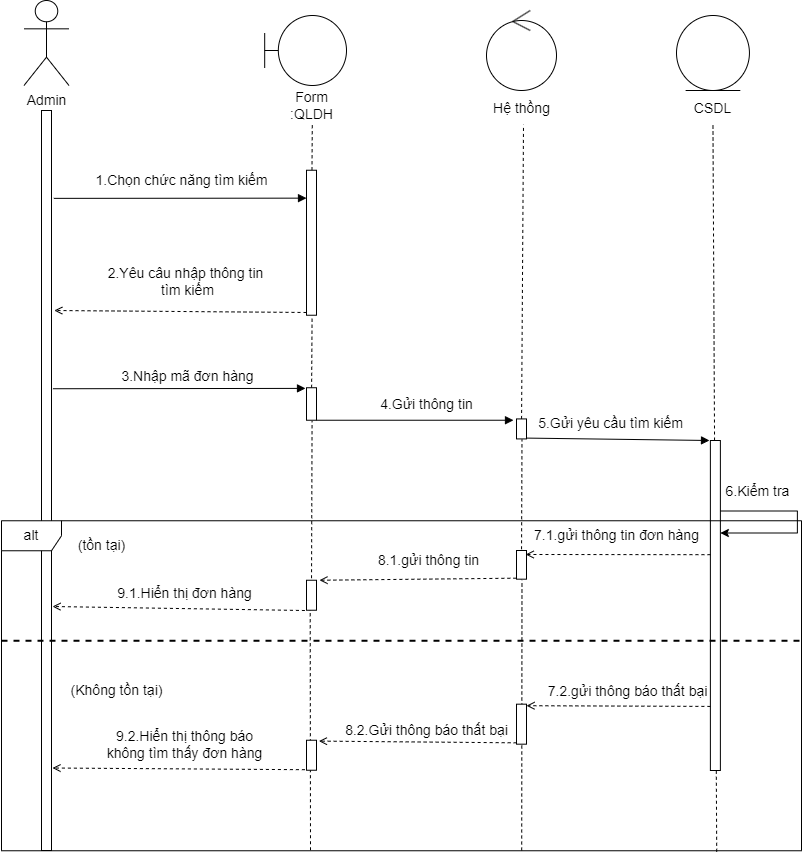 Admin
Form
:QLDH
Hệ thồng
CSDL
1.Chọn chức năng tìm kiếm
2.Yêu câu nhập thông tin
tìm kiếm
3.Nhập mã đơn hàng
4.Gửi thông tin
5.Gửi yêu cầu tìm kiếm
6.Kiểm tra
alt
(tồn tại)
7.1.gửi thông tin đơn hàng
8.1.gửi thông tin
9.1.Hiển thị đơn hàng
(Không tồn tại)
7.2.gửi thông báo thất bại
8.2.Gửi thông báo thất bại
9.2.Hiển thị thông báo
không tìm thấy đơn hàng